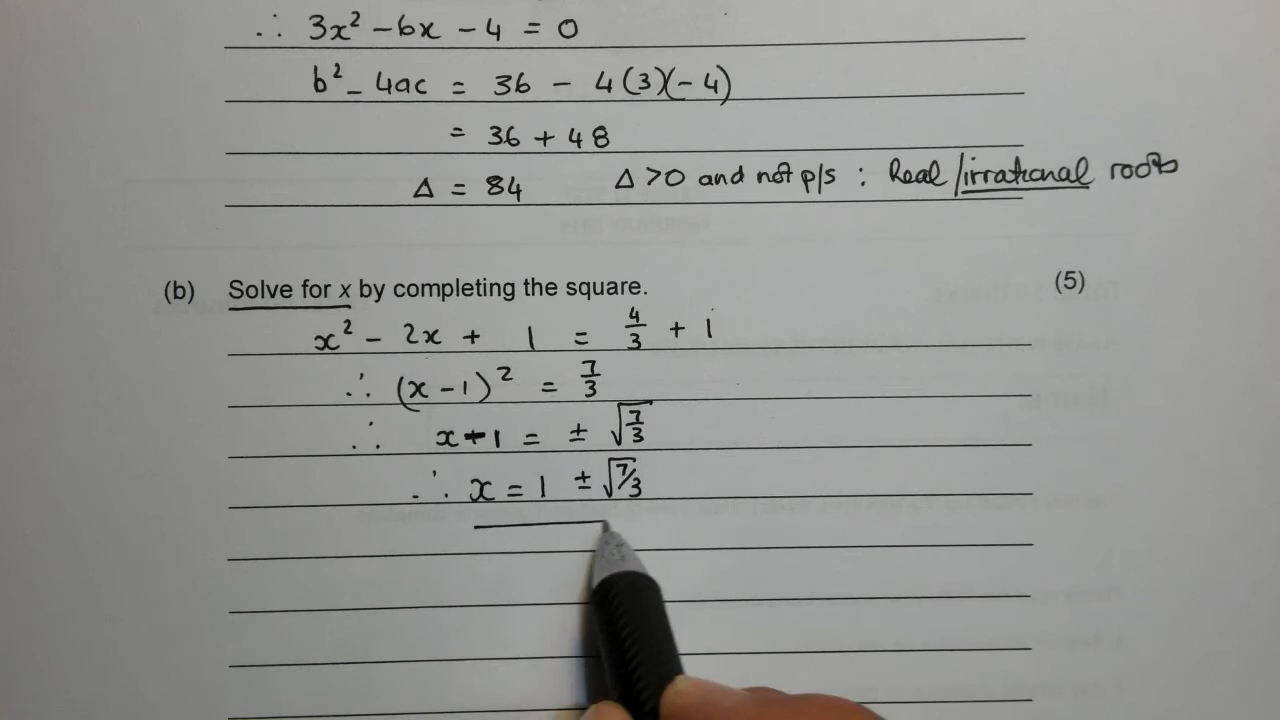 ∴ 3x² - 6x - 4 = 0
b² - 4ac = 36 - 4(3)(-4)
= 36 + 48
Δ = 84 Δ > 0 and not p/s : Real / irrational roots
(b) Solve for x by completing the square. (5)
x² - 2x + 1 = 4/3 + 1
∴ (x - 1)² = 7/3
∴ x - 1 = ± √(7/3)
∴ x = 1 ± √7/3